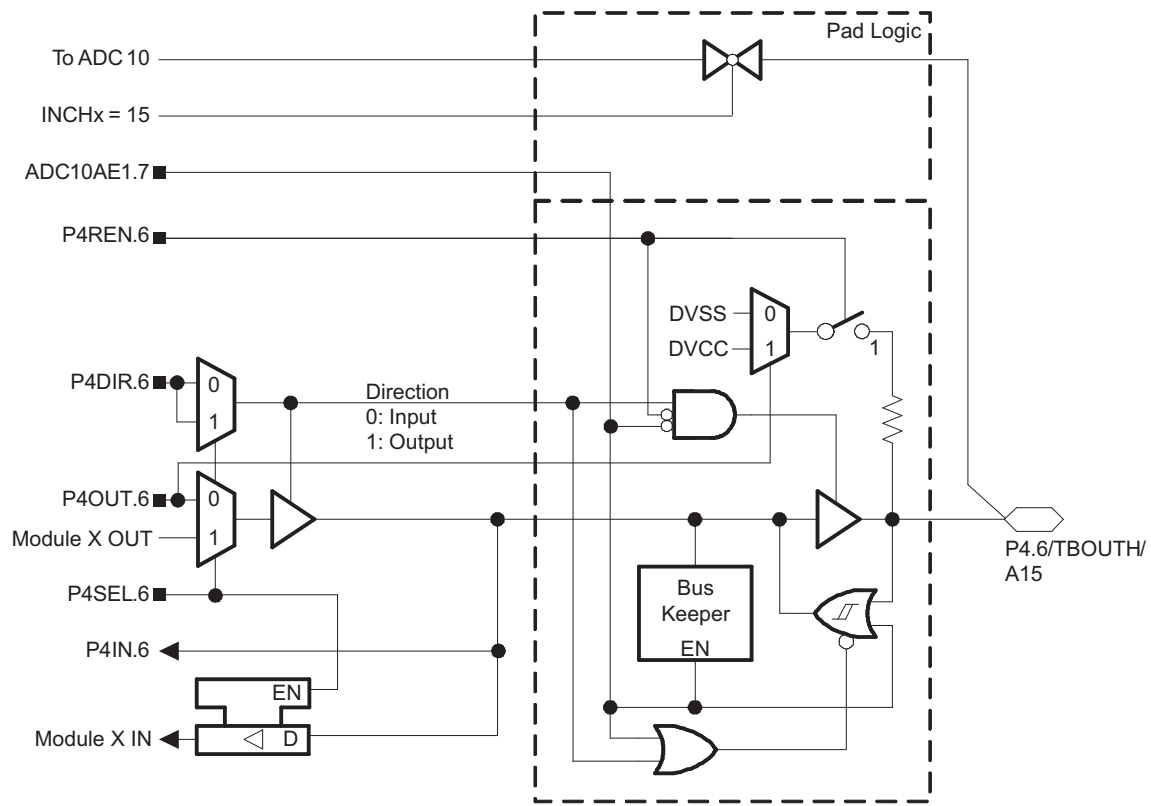 Pad Logic
To ADC 10
INCHx = 15
ADC10AE1.7
P4REN.6
DVSS
0
DVCC
1
1
P4DIR.6
0
1
Direction
0: Input
1: Output
P4OUT.6
0
Module X OUT
1
P4.6/TBOUTH/
A15
P4SEL.6
Bus
Keeper
EN
P4IN.6
EN
Module X IN
D